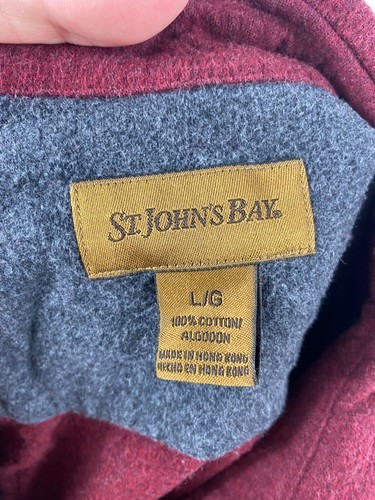 ST. JOHN'S BAY®
L/G
100% COTTON/
ALGODON
MADE IN HONG KONG
HECHO EN HONG KONG